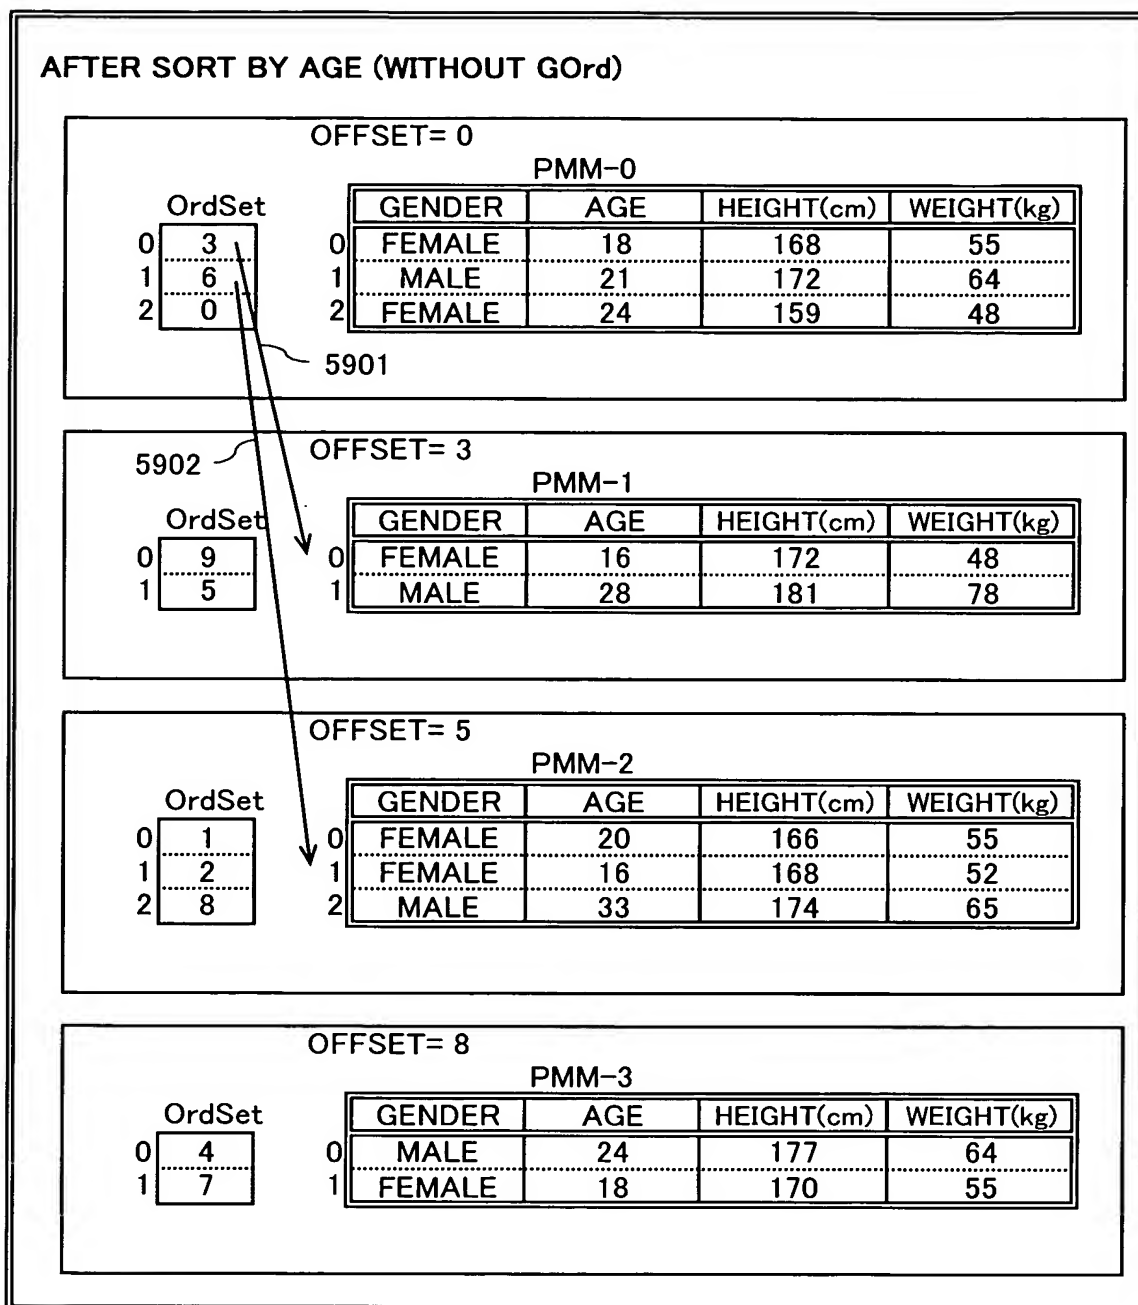 AFTER SORT BY AGE (WITHOUT GOrd)
OFFSET= 0
PMM-0
OrdSet GENDER AGE HEIGHT(cm) WEIGHT(kg)
0 3 0 FEMALE 18 168 55
1 6 1 MALE 21 172 64
2 0 2 FEMALE 24 159 48
5901
OFFSET= 3
5902
PMM-1
OrdSet GENDER AGE HEIGHT(cm) WEIGHT(kg)
0 9 0 FEMALE 16 172 48
1 5 1 MALE 28 181 78
OFFSET= 5
PMM-2
OrdSet GENDER AGE HEIGHT(cm) WEIGHT(kg)
0 1 0 FEMALE 20 166 55
1 2 1 FEMALE 16 168 52
2 8 2 MALE 33 174 65
OFFSET= 8
PMM-3
OrdSet GENDER AGE HEIGHT(cm) WEIGHT(kg)
0 4 0 MALE 24 177 64
1 7 1 FEMALE 18 170 55